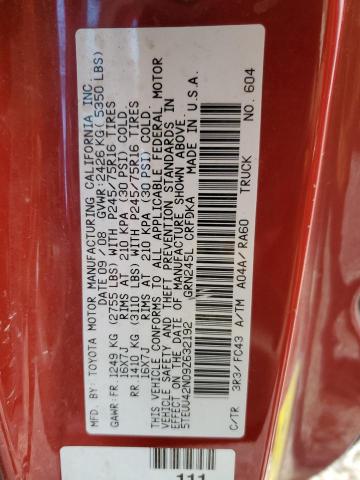 MFD. BY: TOYOTA MOTOR MANUFACTURING CALIFORNIA INC.
DATE: 09/08 GVWR: 2426 KG ( 5350 LBS)
GAWR: FR. 1249 KG (2755 LBS) WITH P245/75R16 TIRES
16X7J RIMS AT 210 KPA (30 PSI) COLD
RR: 1410 KG (3110 LBS) WITH P245/75R16 TIRES
16X7J RIMS AT 210 KPA (30 PSI) COLD
THIS VEHICLE CONFORMS TO ALL APPLICABLE FEDERAL MOTOR
VEHICLE SAFETY AND THEFT PREVENTION STANDARDS IN
EFFECT ON THE DATE OF MANUFACTURE SHOWN ABOVE.
5TEUU42N09Z632192 GRN245L CRFDKA MADE IN U.S.A.
TRUCK
C/TR 3R3/FC43 A/TM A04A/RA60
NO. 604
111